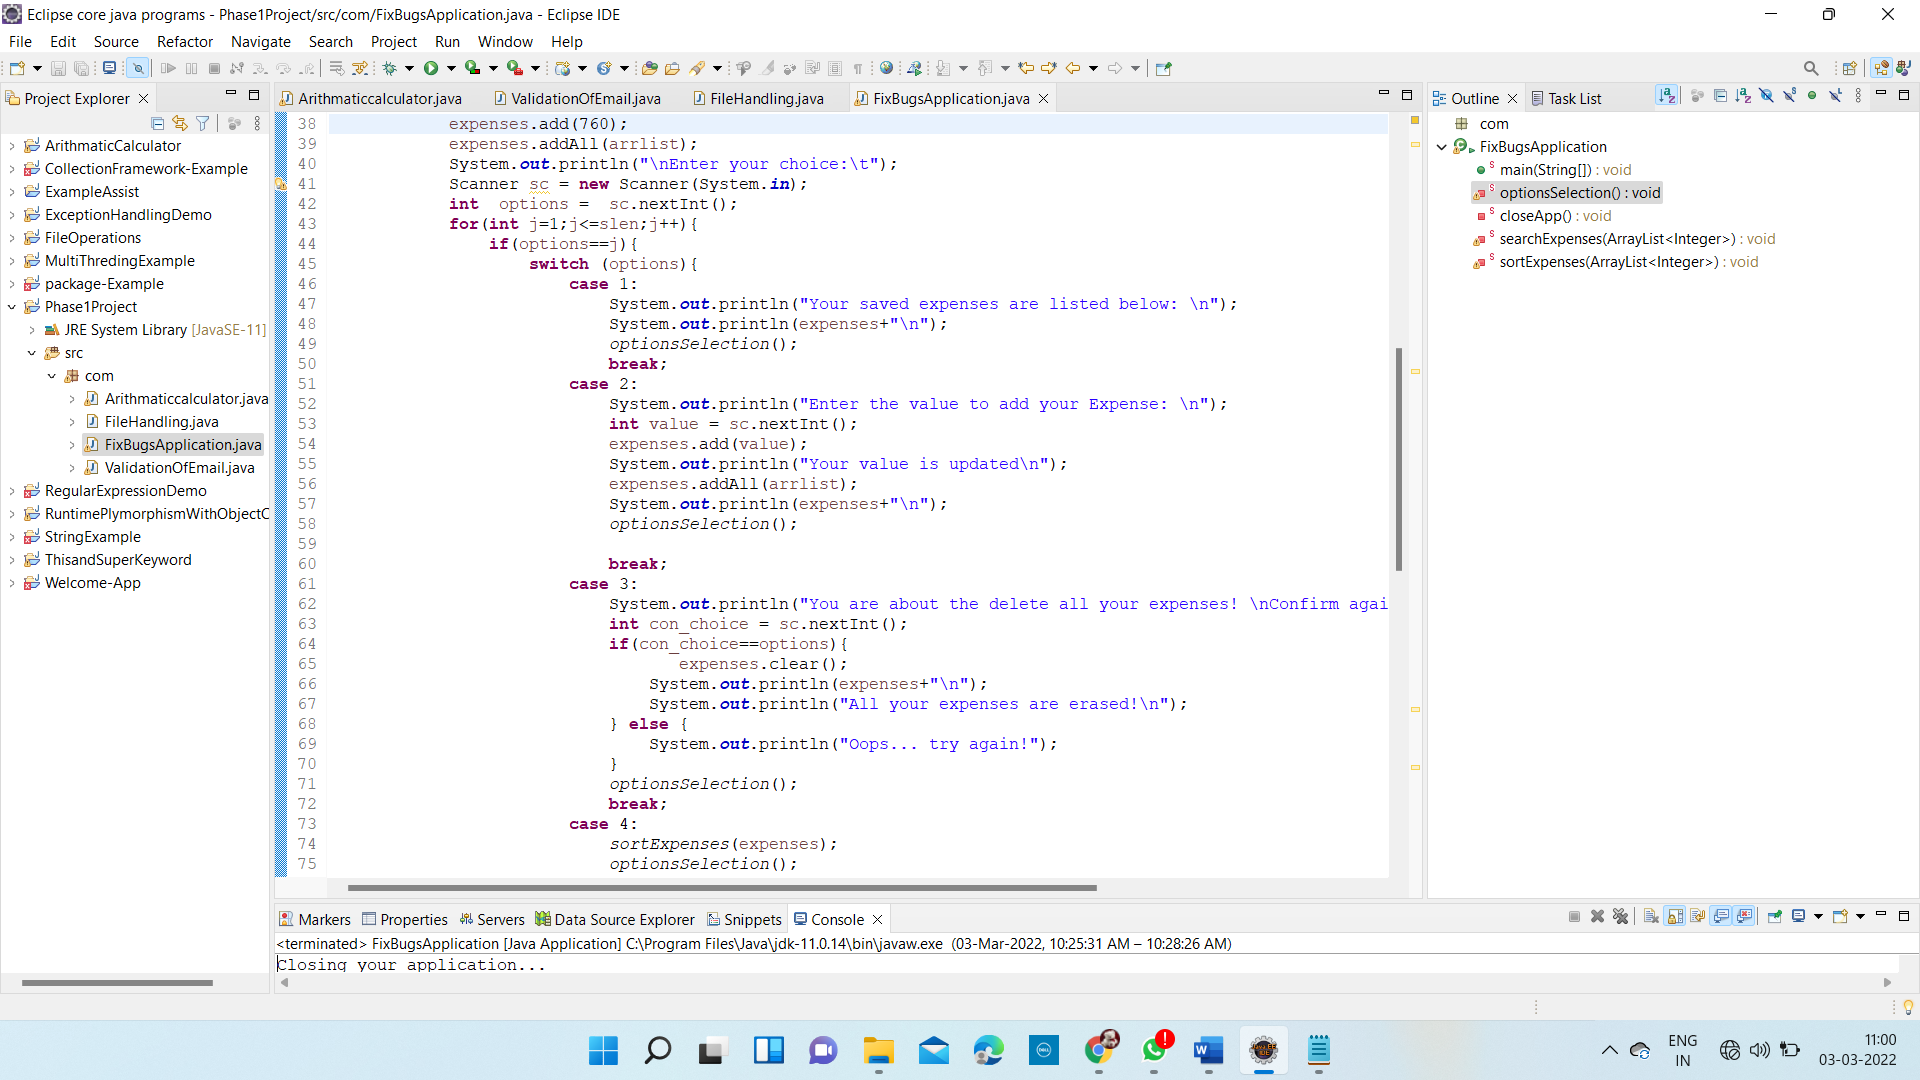 Eclipse core java programs - Phase1Project/src/com/FixBugsApplication.java - Eclipse IDE
File Edit Source Refactor Navigate Search Project Run Window Help
Project Explorer
ArithmaticCalculator
CollectionFramework-Example
ExampleAssist
ExceptionHandlingDemo
FileOperations
MultiThredingExample
package-Example
Phase1Project
JRE System Library [JavaSE-11]
src
com
Arithmaticcalculator.java
FileHandling.java
FixBugsApplication.java
ValidationOfEmail.java
RegularExpressionDemo
RuntimePlymorphismWithObjectC
StringExample
ThisandSuperKeyword
Welcome-App
Arithmaticcalculator.java ValidationOfEmail.java FileHandling.java FixBugsApplication.java
38 expenses.add(760);
39 expenses.addAll(arrlist);
40 System.out.println("\nEnter your choice:\t");
41 Scanner sc = new Scanner(System.in);
42 int options = sc.nextInt();
43 for(int j=1;j<=slen;j++){
44 if(options==j){
45 switch (options){
46 case 1:
47 System.out.println("Your saved expenses are listed below: \n");
48 System.out.println(expenses+"\n");
49 optionsSelection();
50 break;
51 case 2:
52 System.out.println("Enter the value to add your Expense: \n");
53 int value = sc.nextInt();
54 expenses.add(value);
55 System.out.println("Your value is updated\n");
56 expenses.addAll(arrlist);
57 System.out.println(expenses+"\n");
58 optionsSelection();
59
60 break;
61 case 3:
62 System.out.println("You are about the delete all your expenses! \nConfirm agai
63 int con_choice = sc.nextInt();
64 if(con_choice==options){
65 expenses.clear();
66 System.out.println(expenses+"\n");
67 System.out.println("All your expenses are erased!\n");
68 } else {
69 System.out.println("Oops... try again!");
70 }
71 optionsSelection();
72 break;
73 case 4:
74 sortExpenses(expenses);
75 optionsSelection();
Outline Task List
com
FixBugsApplication
main(String[]) : void
optionsSelection() : void
closeApp() : void
searchExpenses(ArrayList<Integer>) : void
sortExpenses(ArrayList<Integer>) : void
Markers Properties Servers Data Source Explorer Snippets Console
<terminated> FixBugsApplication [Java Application] C:\Program Files\Java\jdk-11.0.14\bin\javaw.exe (03-Mar-2022, 10:25:31 AM – 10:28:26 AM)
Closing your application...
ENG
IN
11:00
03-03-2022